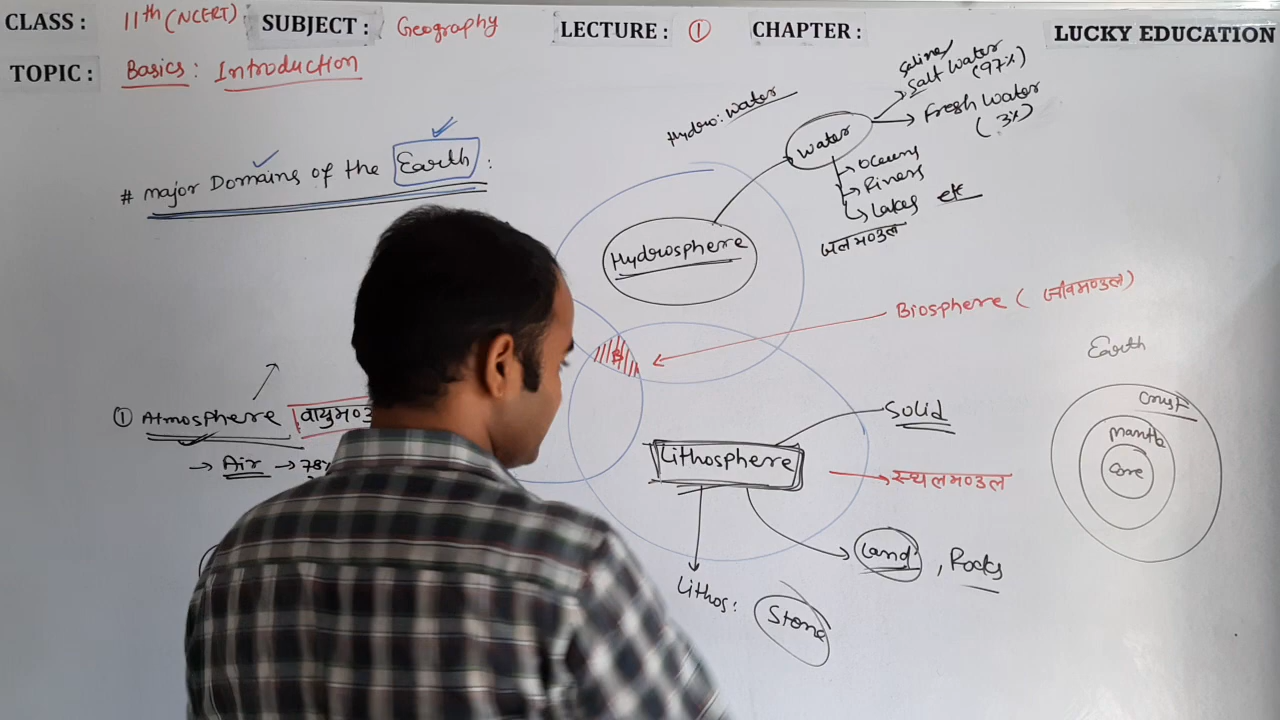 CLASS : 11th (NCERT) SUBJECT : Geography LECTURE : ① CHAPTER : LUCKY EDUCATION
TOPIC : Basics : Introduction
# Major Domains of the Earth :
Hydro : Water
Water
Saline
Salt Water
(97%)
Fresh Water
(3%)
Oceans
Rivers
Lakes etc
जलमण्डल
Hydrosphere
Biosphere ( जीवमण्डल )
① Atmosphere वायुमण्ड
→ Air → 78%
Lithosphere
Solid
स्थलमण्डल
Land , Rocks
Lithos : Stone
Earth
Crust
Mantle
Core